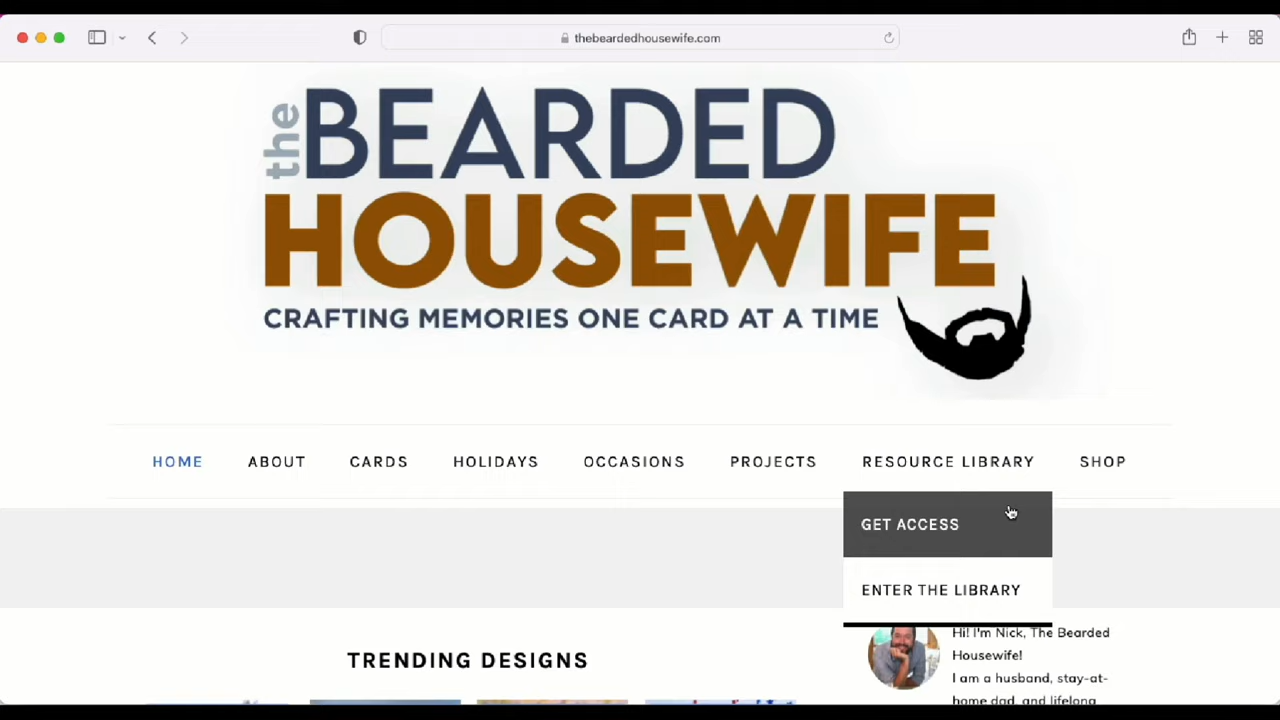 thebeardedhousewife.com
the BEARDED
HOUSEWIFE
CRAFTING MEMORIES ONE CARD AT A TIME
HOME ABOUT CARDS HOLIDAYS OCCASIONS PROJECTS RESOURCE LIBRARY SHOP
GET ACCESS
ENTER THE LIBRARY
TRENDING DESIGNS
Hi! I'm Nick, The Bearded
Housewife!
I am a husband, stay-at-
home dad, and lifelong